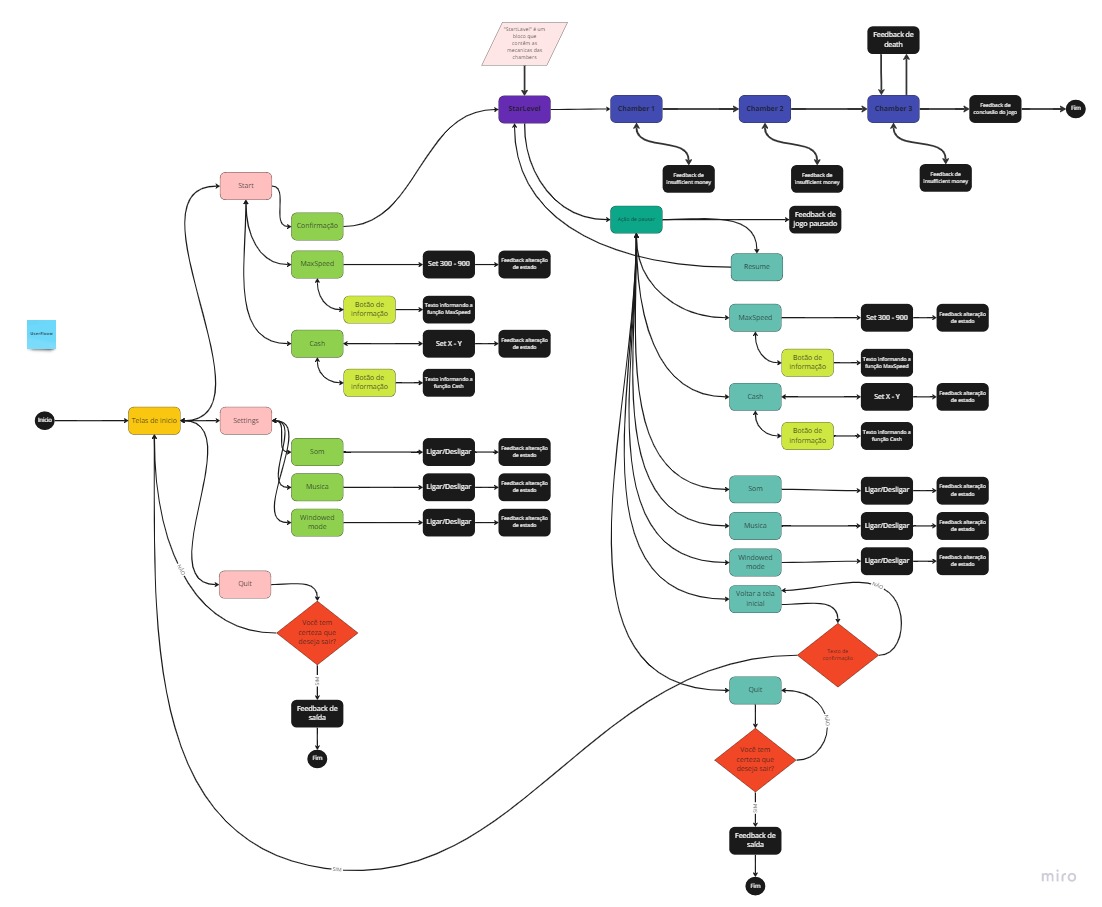 "StartLavel" é um
bloco que
contém as
mecanicas das
chambers
Feedback de
death
StarLevel
Chamber 1
Chamber 2
Chamber 3
Feedback de
conclusão do jogo
Fim
Feedback de
insufficient money
Feedback de
insufficient money
Feedback de
insufficient money
Start
Confirmação
Ação de pausar
Feedback de
jogo pausado
MaxSpeed
Set 300 - 900
Feedback alteração
de estado
Resume
Botão de
informação
Texto informando a
função MaxSpeed
MaxSpeed
Set 300 - 900
Feedback alteração
de estado
Cash
Set X - Y
Feedback alteração
de estado
Botão de
informação
Texto informando a
função MaxSpeed
Botão de
informação
Texto informando a
função Cash
Cash
Set X - Y
Feedback alteração
de estado
Início
Telas de inicio
Settings
Botão de
informação
Texto informando a
função Cash
Som
Ligar/Desligar
Feedback alteração
de estado
Musica
Ligar/Desligar
Feedback alteração
de estado
Windowed
mode
Ligar/Desligar
Feedback alteração
de estado
Som
Ligar/Desligar
Feedback alteração
de estado
Musica
Ligar/Desligar
Feedback alteração
de estado
Windowed
mode
Ligar/Desligar
Feedback alteração
de estado
NÃO
Quit
Voltar a tela
inicial
NÃO
Você tem
certeza que
deseja sair?
Texto de
confirmação
SIM
Feedback de
saída
Fim
Quit
NÃO
Você tem
certeza que
deseja sair?
SIM
Feedback de
saída
Fim
SIM
miro